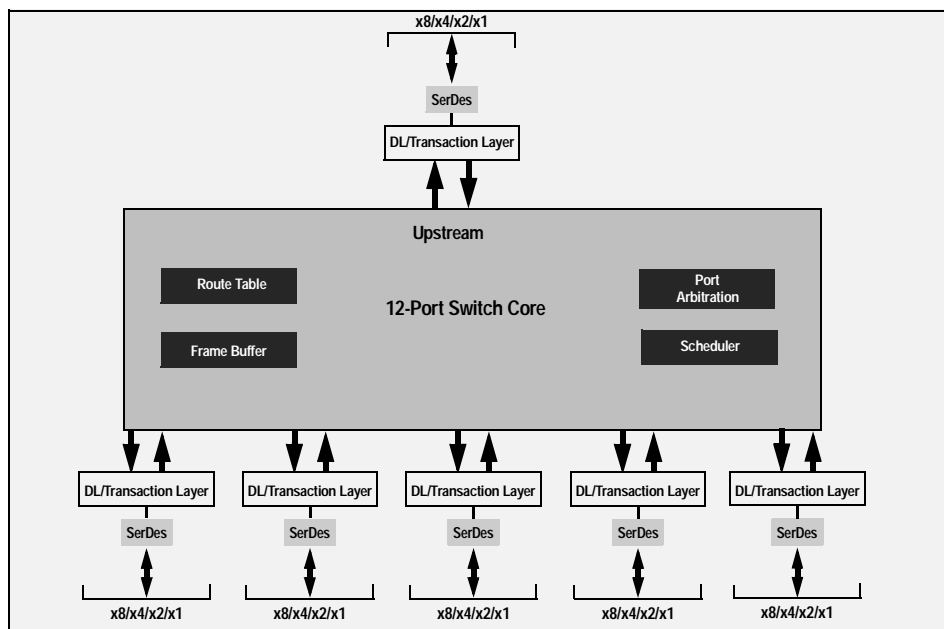 x8/x4/x2/x1
SerDes
DL/Transaction Layer
Upstream
Route Table
Port
Arbitration
12-Port Switch Core
Frame Buffer
Scheduler
DL/Transaction Layer
DL/Transaction Layer
DL/Transaction Layer
DL/Transaction Layer
DL/Transaction Layer
SerDes
SerDes
SerDes
SerDes
SerDes
x8/x4/x2/x1
x8/x4/x2/x1
x8/x4/x2/x1
x8/x4/x2/x1
x8/x4/x2/x1